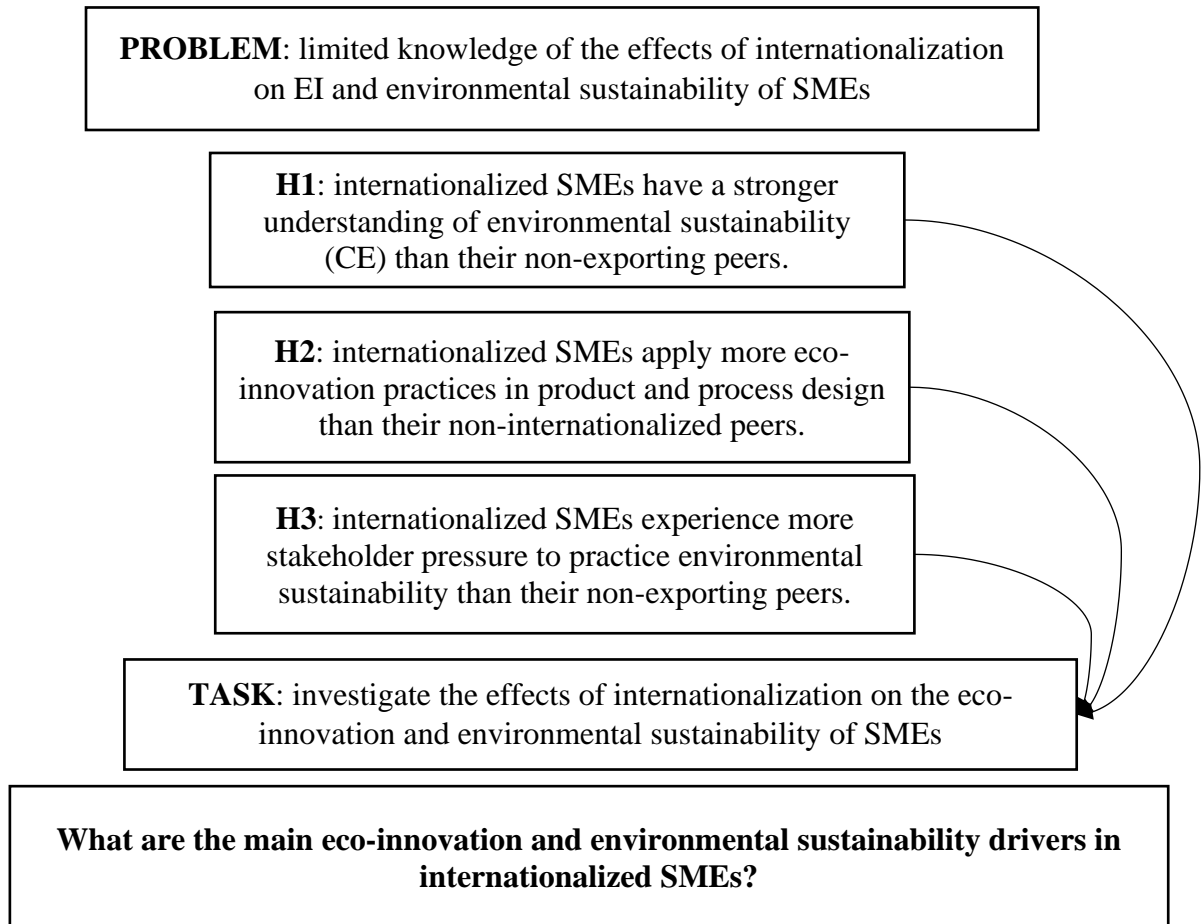 PROBLEM: limited knowledge of the effects of internationalization
on EI and environmental sustainability of SMEs
H1: internationalized SMEs have a stronger
understanding of environmental sustainability
(CE) than their non-exporting peers.
H2: internationalized SMEs apply more eco-
innovation practices in product and process design
than their non-internationalized peers.
H3: internationalized SMEs experience more
stakeholder pressure to practice environmental
sustainability than their non-exporting peers.
TASK: investigate the effects of internationalization on the eco-
innovation and environmental sustainability of SMEs
What are the main eco-innovation and environmental sustainability drivers in
internationalized SMEs?